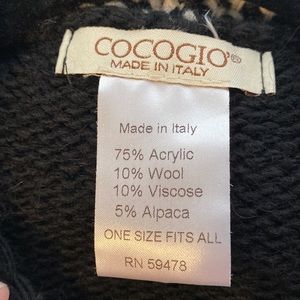 COCOGIO'®
MADE IN ITALY
Made in Italy
75% Acrylic
10% Wool
10% Viscose
5% Alpaca
ONE SIZE FITS ALL
RN 59478